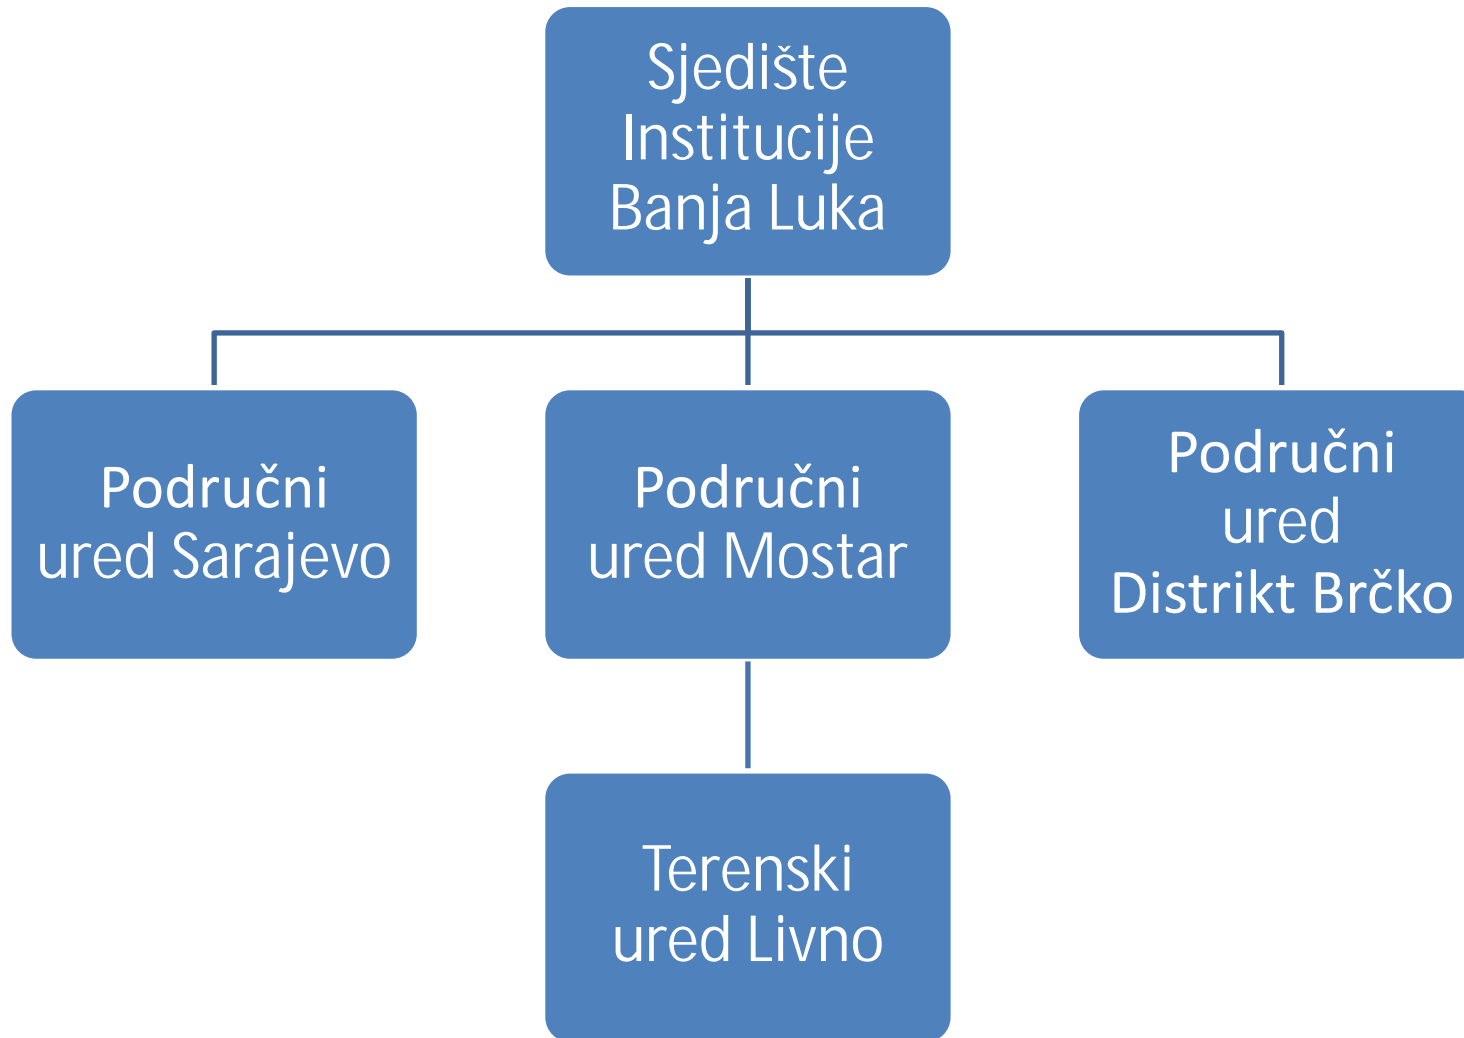 Sjedište
Institucije
Banja Luka
Područni
ured Sarajevo
Područni
ured Mostar
Područni
ured
Distrikt Brčko
Terenski
ured Livno